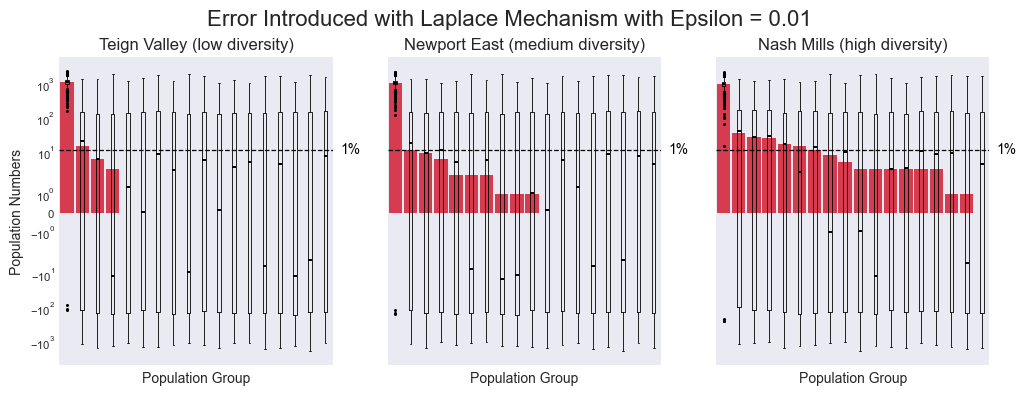 Error Introduced with Laplace Mechanism with Epsilon = 0.01
Teign Valley (low diversity)
Newport East (medium diversity)
Nash Mills (high diversity)
Population Numbers
10³
10²
10¹
10⁰
0
−10⁰
−10¹
−10²
−10³
1%
1%
1%
Population Group
Population Group
Population Group